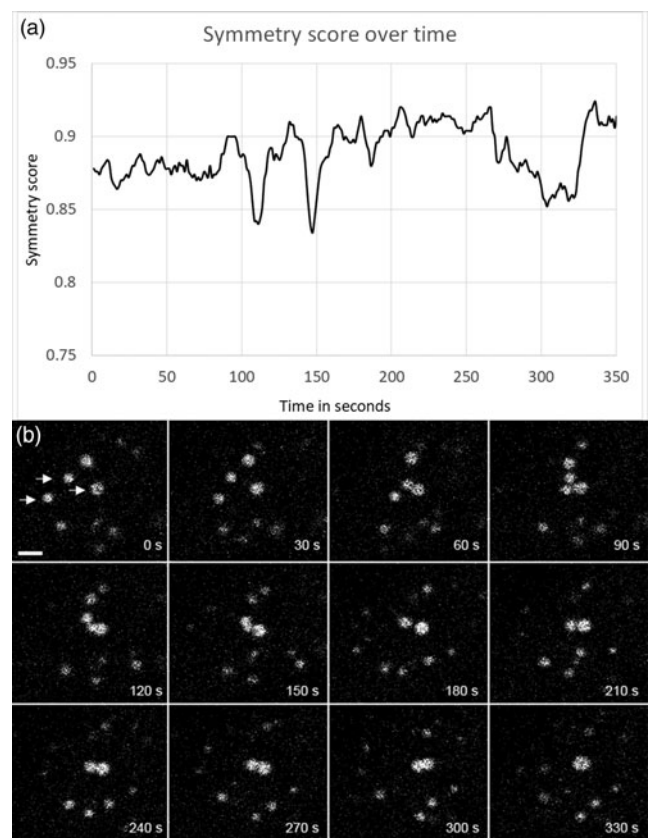 (a)
Symmetry score over time
0.95
0.9
0.85
0.8
0.75
Symmetry score
0 50 100 150 200 250 300 350
Time in seconds
(b)
0 s 30 s 60 s 90 s
120 s 150 s 180 s 210 s
240 s 270 s 300 s 330 s